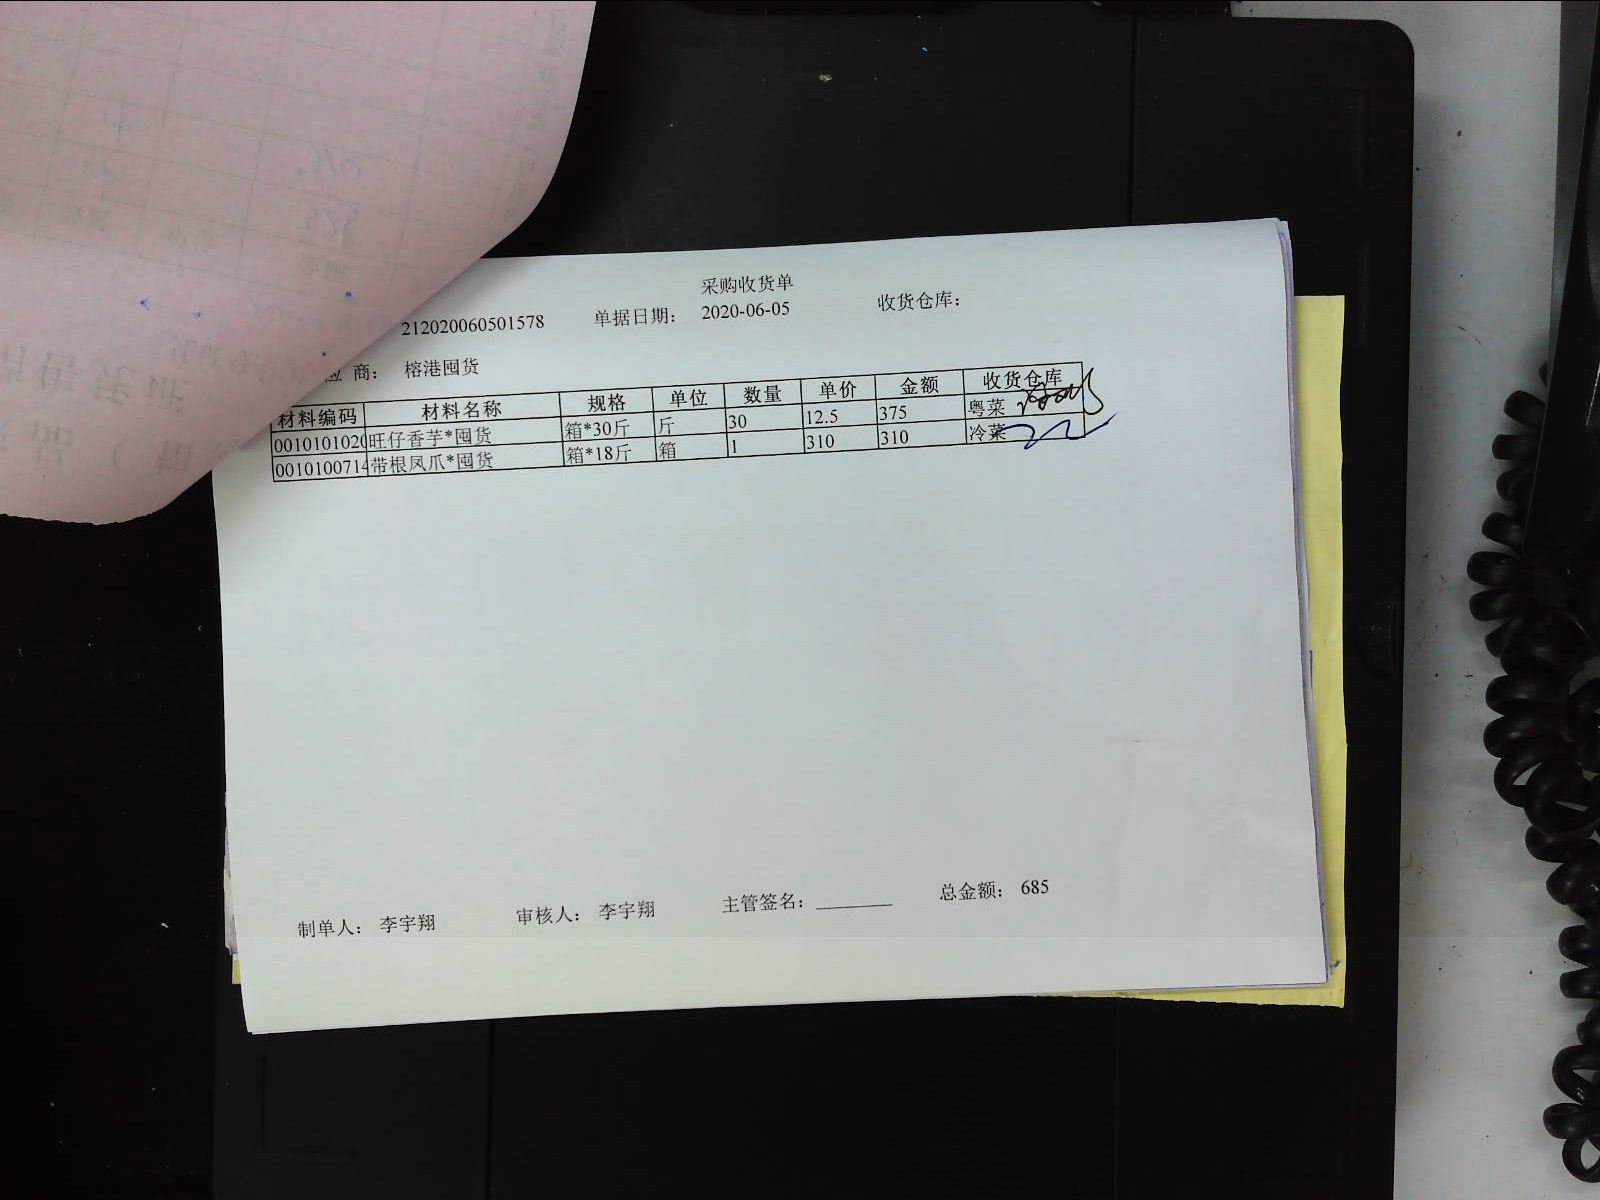 采购收货单
212020060501578 单据日期： 2020-06-05 收货仓库：
应 商： 榕港囤货
材料编码 材料名称 规格 单位 数量 单价 金额 收货仓库
0010101020 旺仔香芋*囤货 箱*30斤 斤 30 12.5 375 粤菜
0010100714 带根凤爪*囤货 箱*18斤 箱 1 310 310 冷菜
制单人： 李宇翔 审核人： 李宇翔 主管签名： 总金额： 685